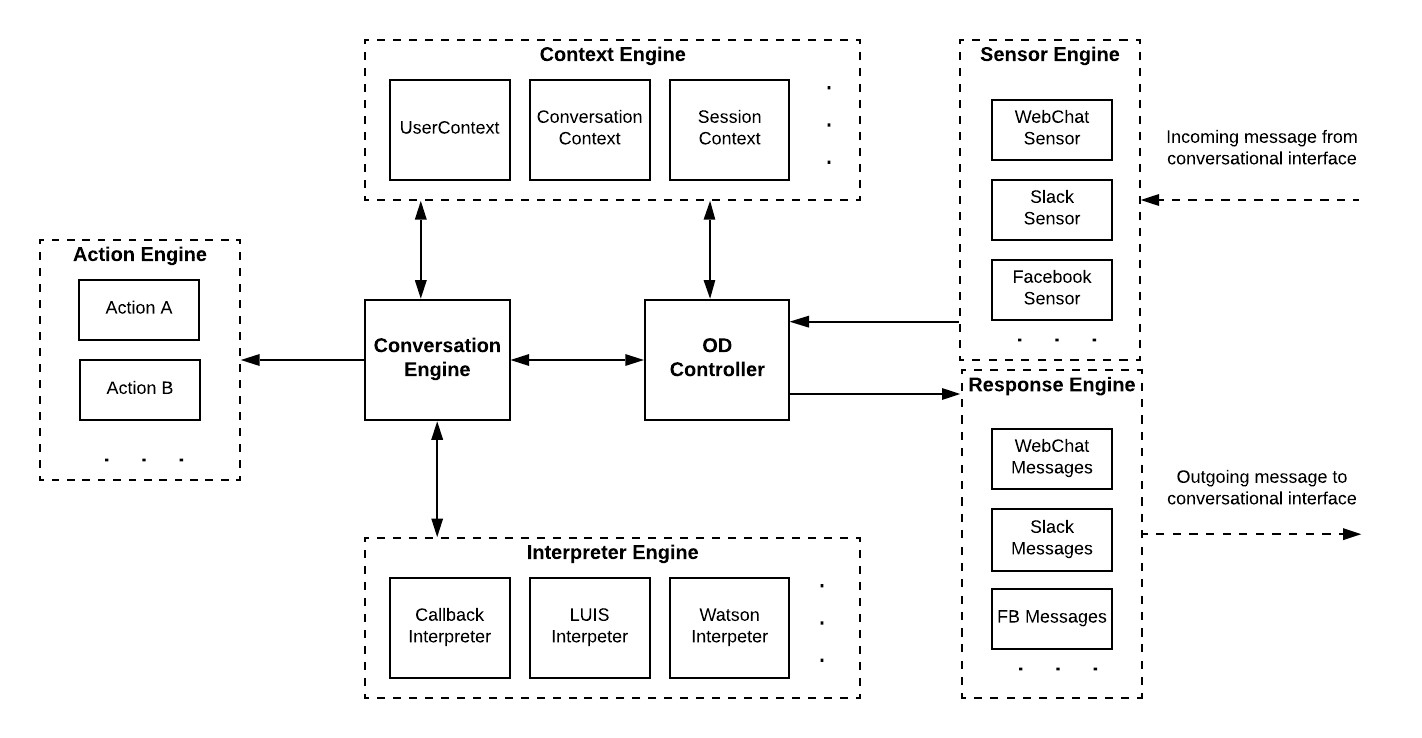 Context Engine
UserContext
Conversation
Context
Session
Context
Sensor Engine
WebChat
Sensor
Slack
Sensor
Facebook
Sensor
Incoming message from
conversational interface
Action Engine
Action A
Action B
Conversation
Engine
OD
Controller
Response Engine
WebChat
Messages
Slack
Messages
FB Messages
Outgoing message to
conversational interface
Interpreter Engine
Callback
Interpreter
LUIS
Interpeter
Watson
Interpeter